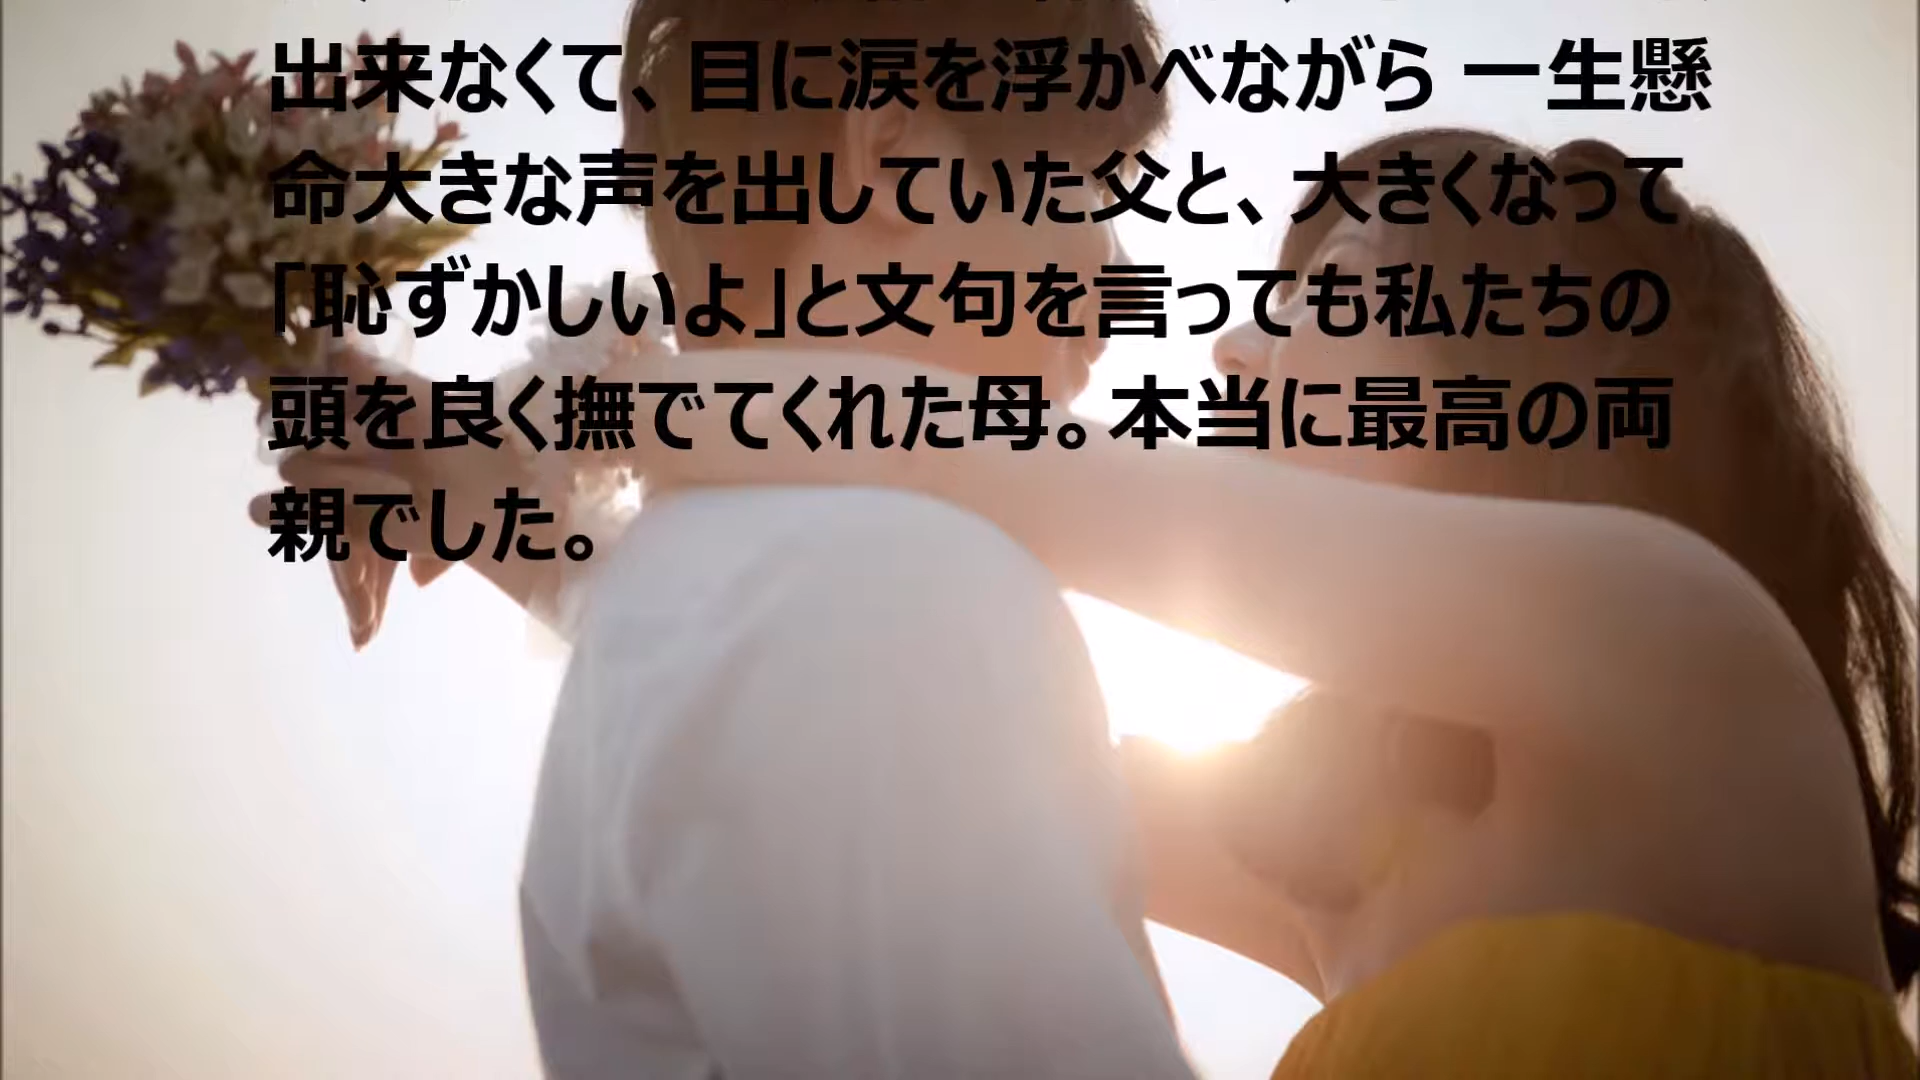 出来なくて、目に涙を浮かべながら 一生懸
命大きな声を出していた父と、大きくなって
「恥ずかしいよ」と文句を言っても私たちの
頭を良く撫でてくれた母。本当に最高の両
親でした。